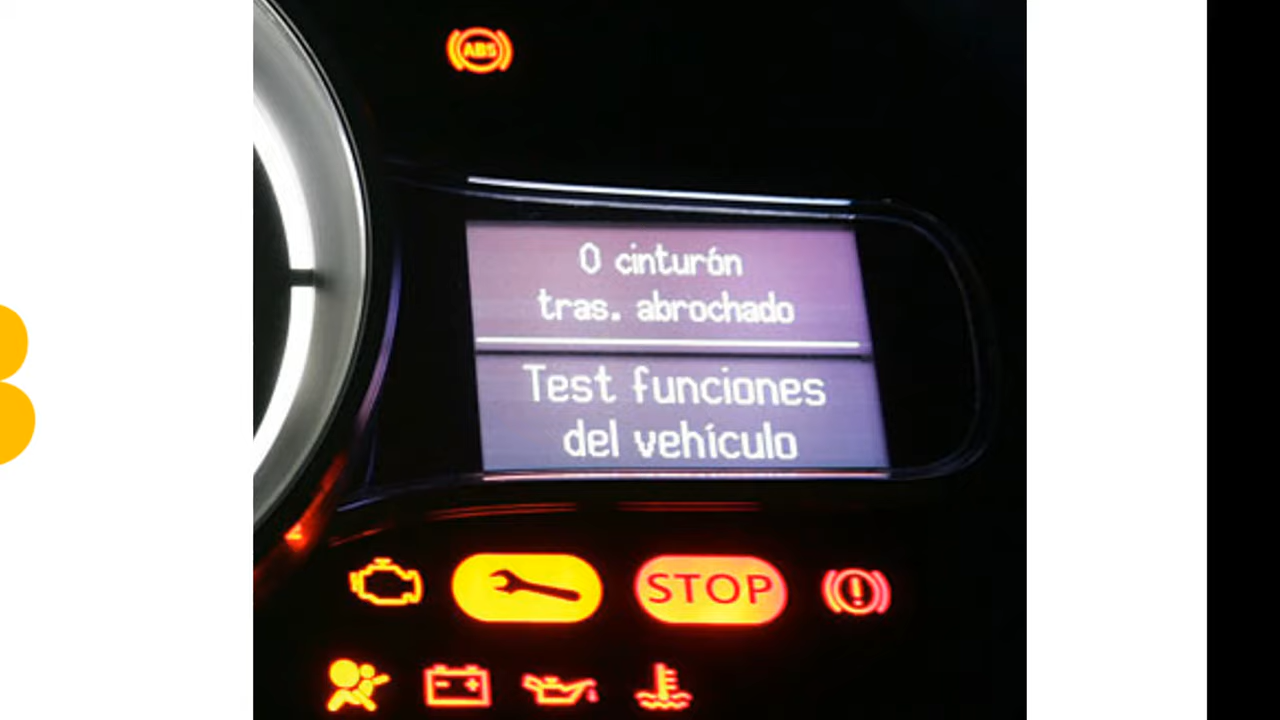 ABS
0 cinturón
tras. abrochado
Test funciones
del vehículo
STOP